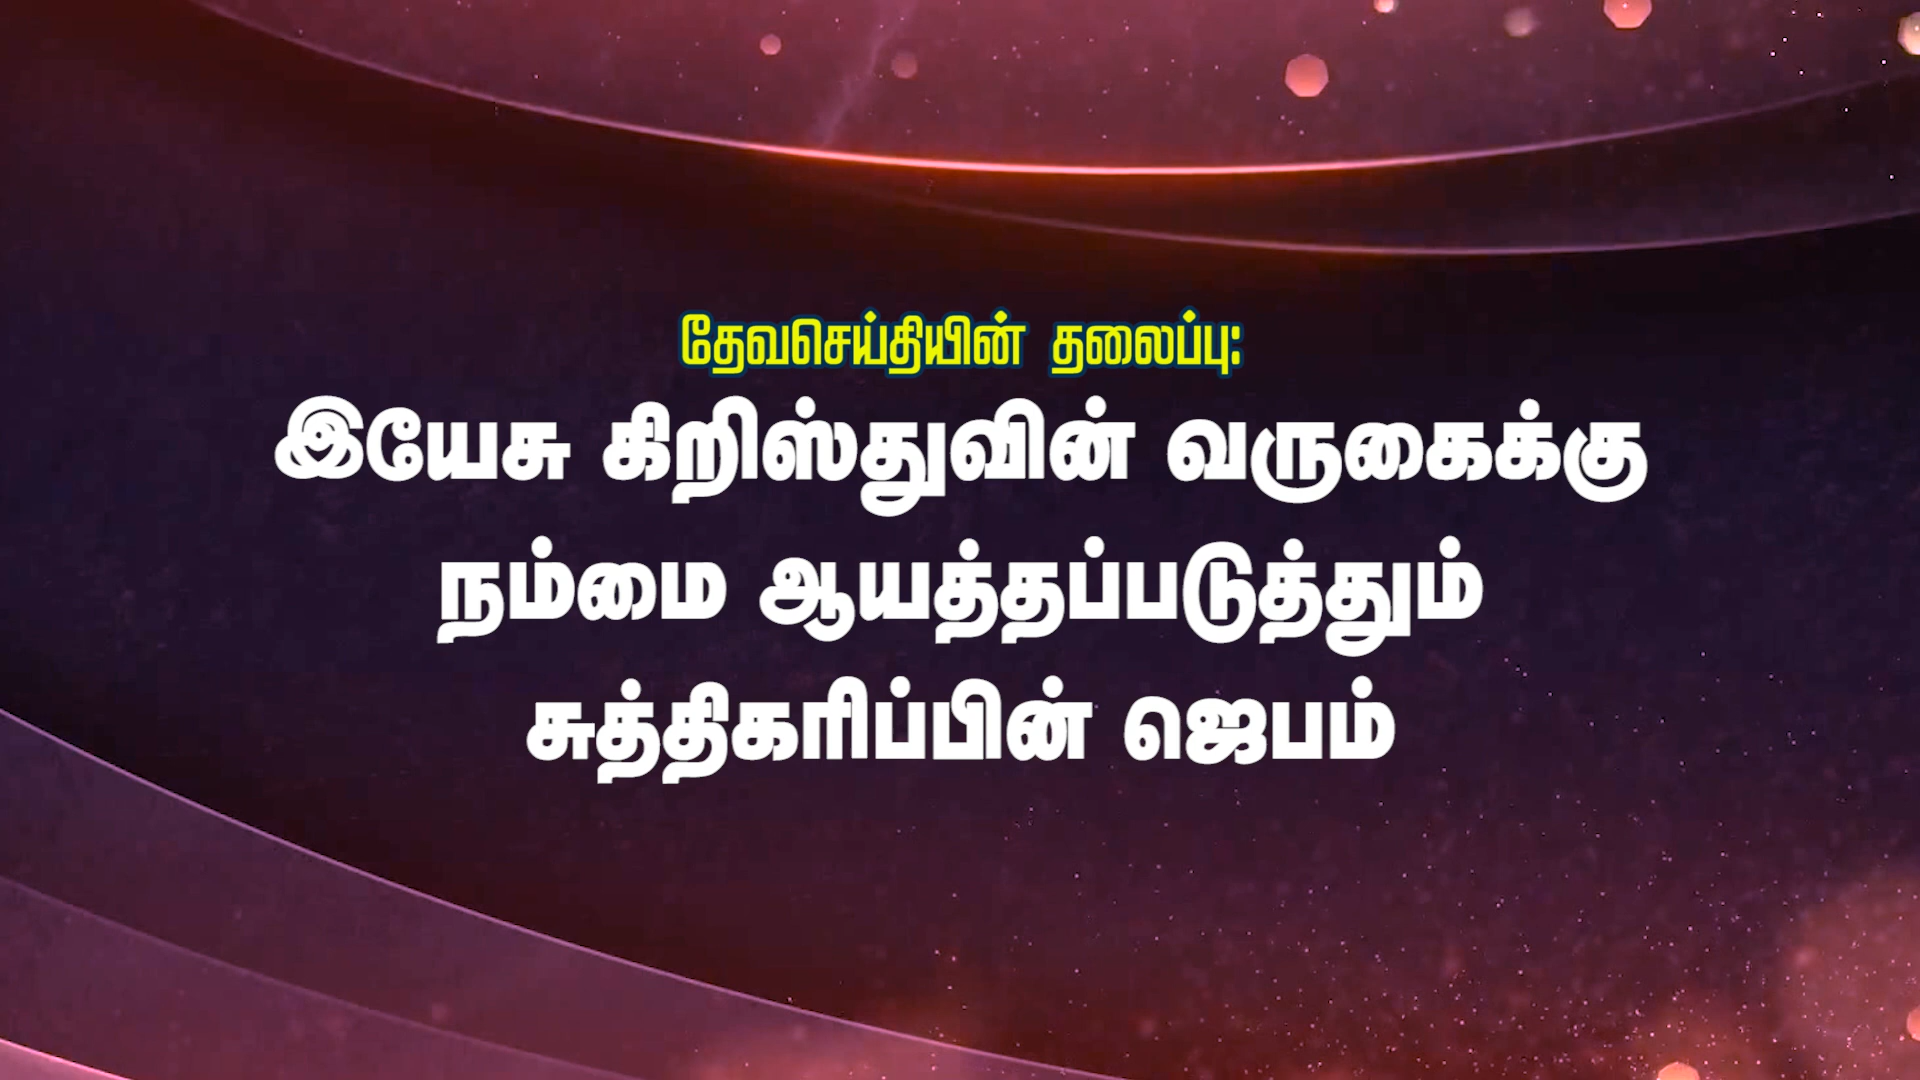 தேவசெய்தியின் தலைப்பு:
இயேசு கிறிஸ்துவின் வருகைக்கு
நம்மை ஆயத்தப்படுத்தும்
சுத்திகரிப்பின் ஜெபம்